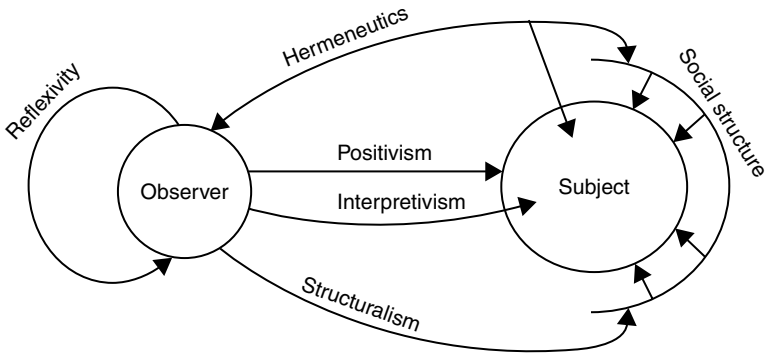 Hermeneutics
Reflexivity
Social structure
Positivism
Observer
Interpretivism
Subject
Structuralism